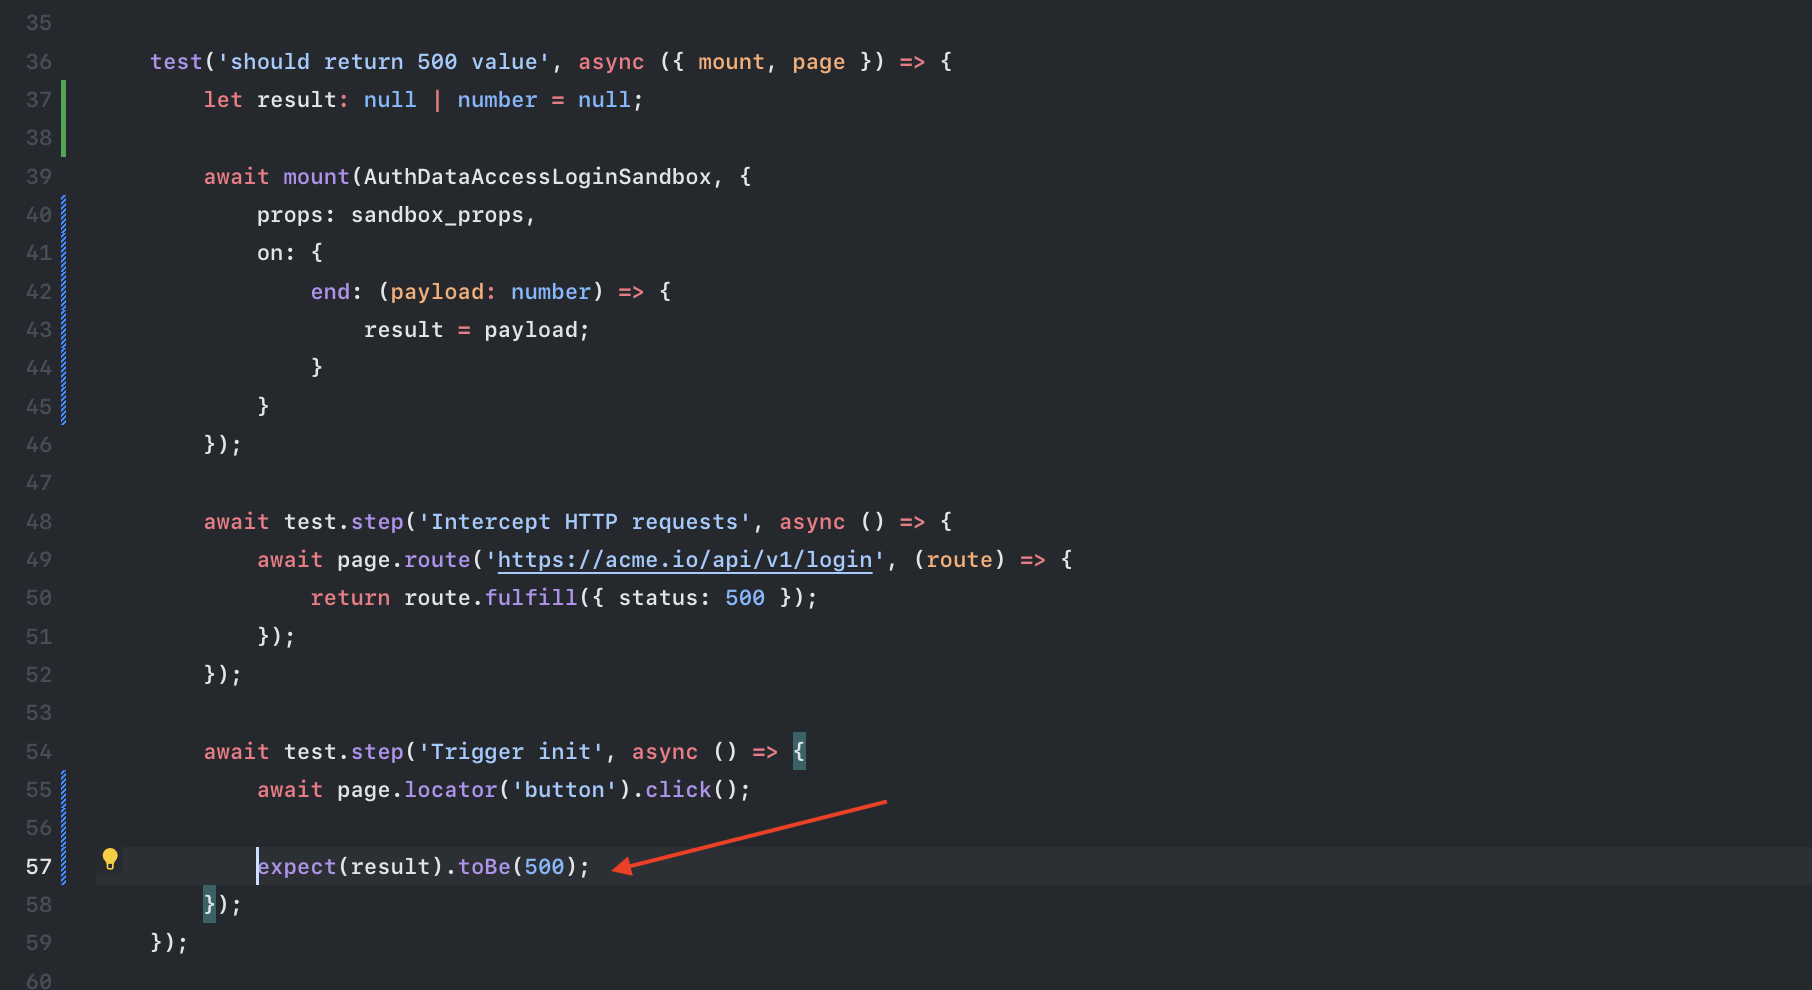 35
36 test('should return 500 value', async ({ mount, page }) => {
37 let result: null | number = null;
38
39 await mount(AuthDataAccessLoginSandbox, {
40 props: sandbox_props,
41 on: {
42 end: (payload: number) => {
43 result = payload;
44 }
45 }
46 });
47
48 await test.step('Intercept HTTP requests', async () => {
49 await page.route('https://acme.io/api/v1/login', (route) => {
50 return route.fulfill({ status: 500 });
51 });
52 });
53
54 await test.step('Trigger init', async () => {
55 await page.locator('button').click();
56
57 expect(result).toBe(500);
58 });
59 });
60